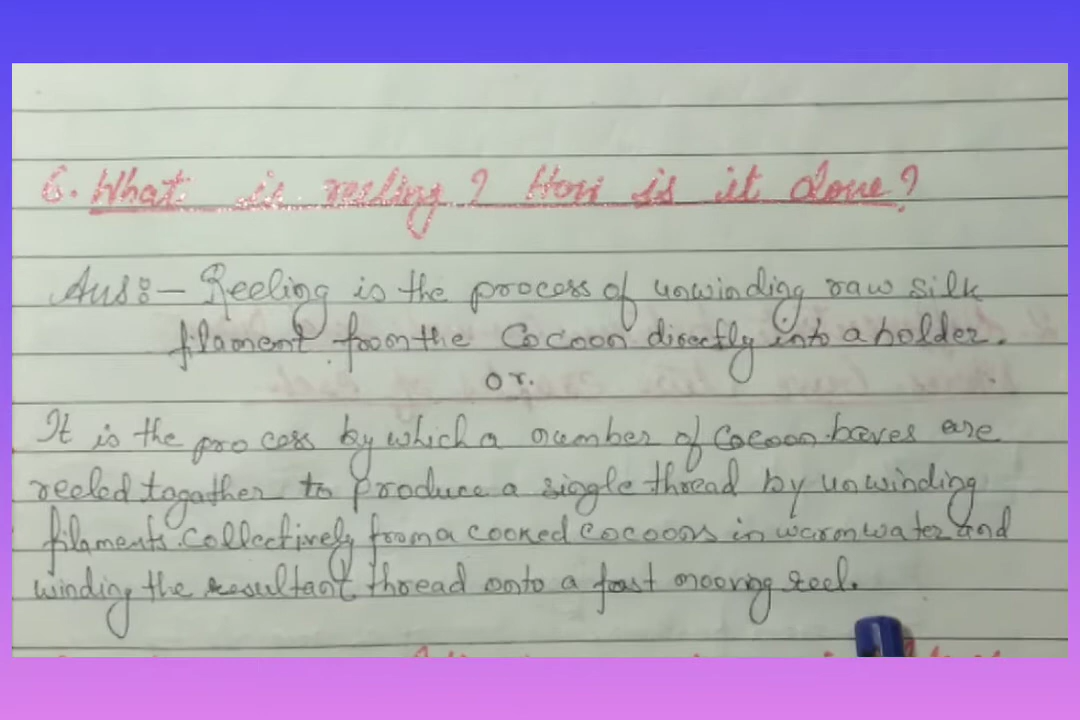 6. What is reeling? How is it done?
Ans:- Reeling is the process of unwinding raw silk
filament from the Cocoon directly into a holder.
or.
It is the process by which a number of Cocoon baves are
reeled togather to produce a single thread by unwinding
filaments collectively from a cooked cocoons in warm water and
winding the resultant thread onto a fast mooving reel.